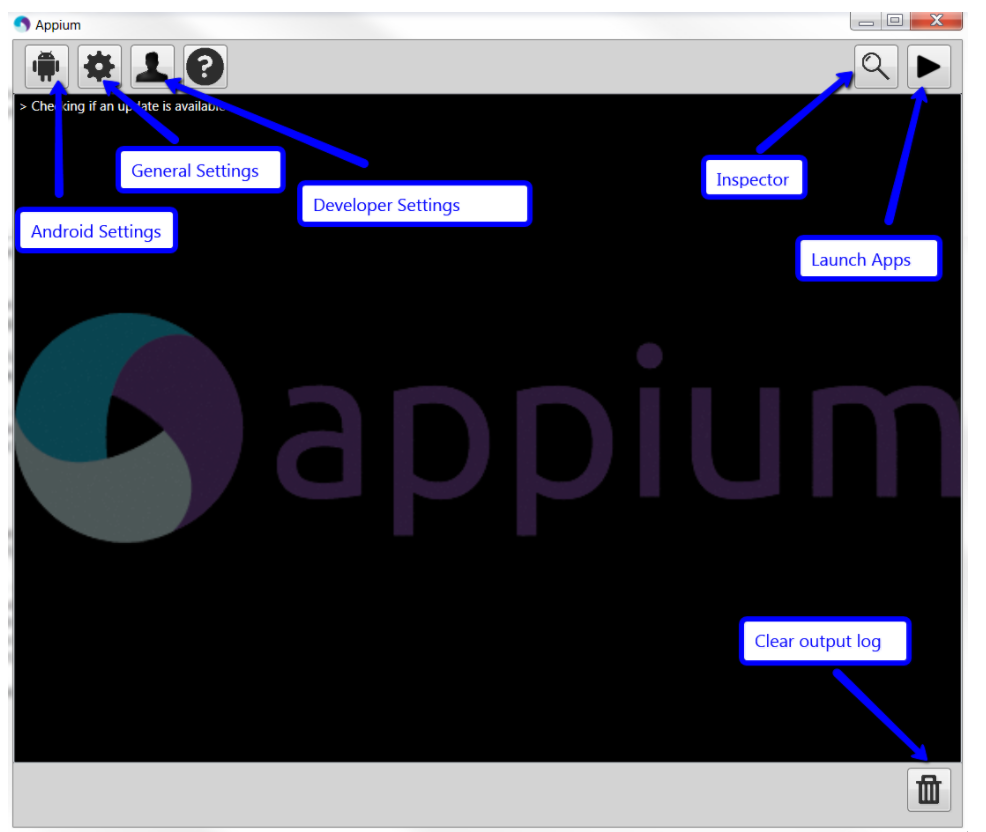 Appium
?
> Checking if an update is available
General Settings
Inspector
Developer Settings
Android Settings
Launch Apps
appium
Clear output log